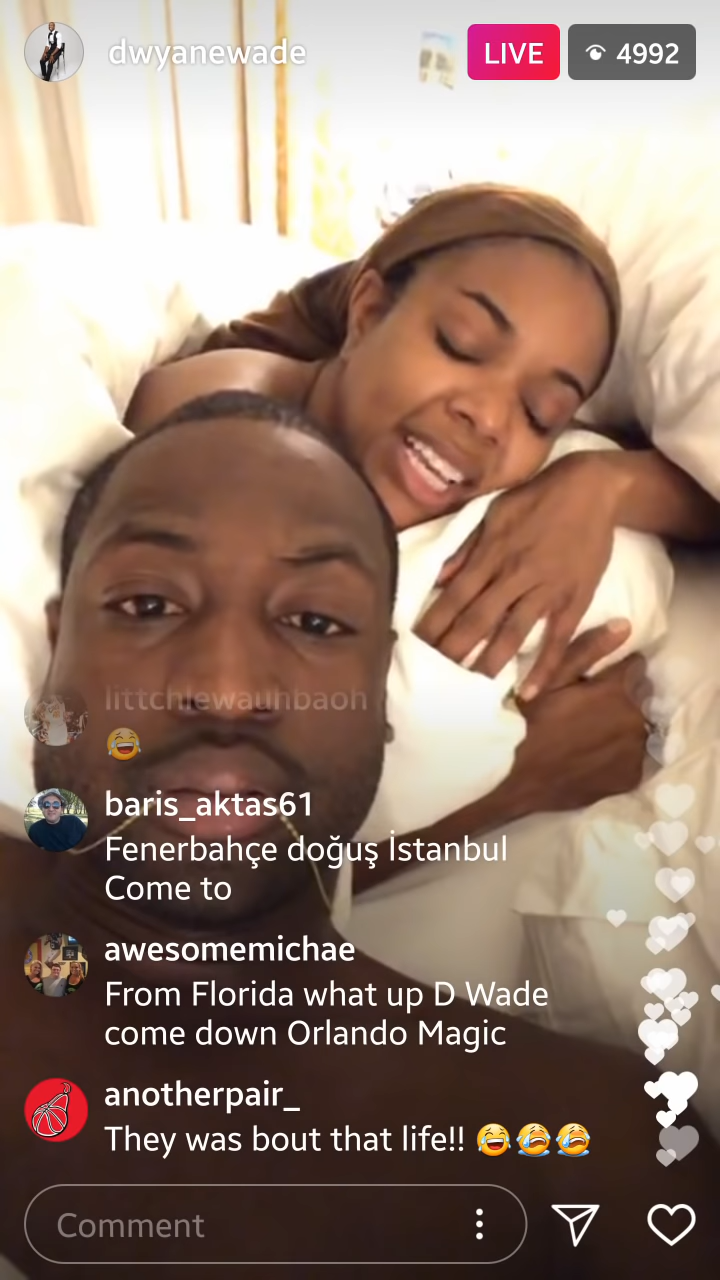 dwyanewade
LIVE
4992
littchlewauhbaoh
😂
baris_aktas61
Fenerbahçe doğuş İstanbul
Come to
awesomemichae
From Florida what up D Wade
come down Orlando Magic
anotherpair_
They was bout that life!! 😂😭😭
Comment